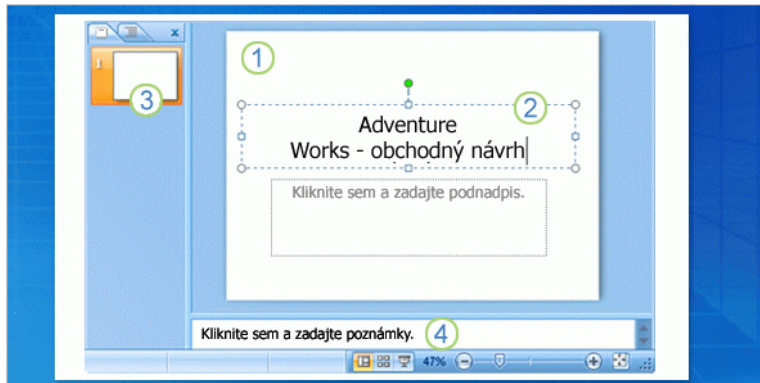 1
1
2
3
Adventure
Works - obchodný návrh
Kliknite sem a zadajte podnadpis.
Kliknite sem a zadajte poznámky.
4
47%